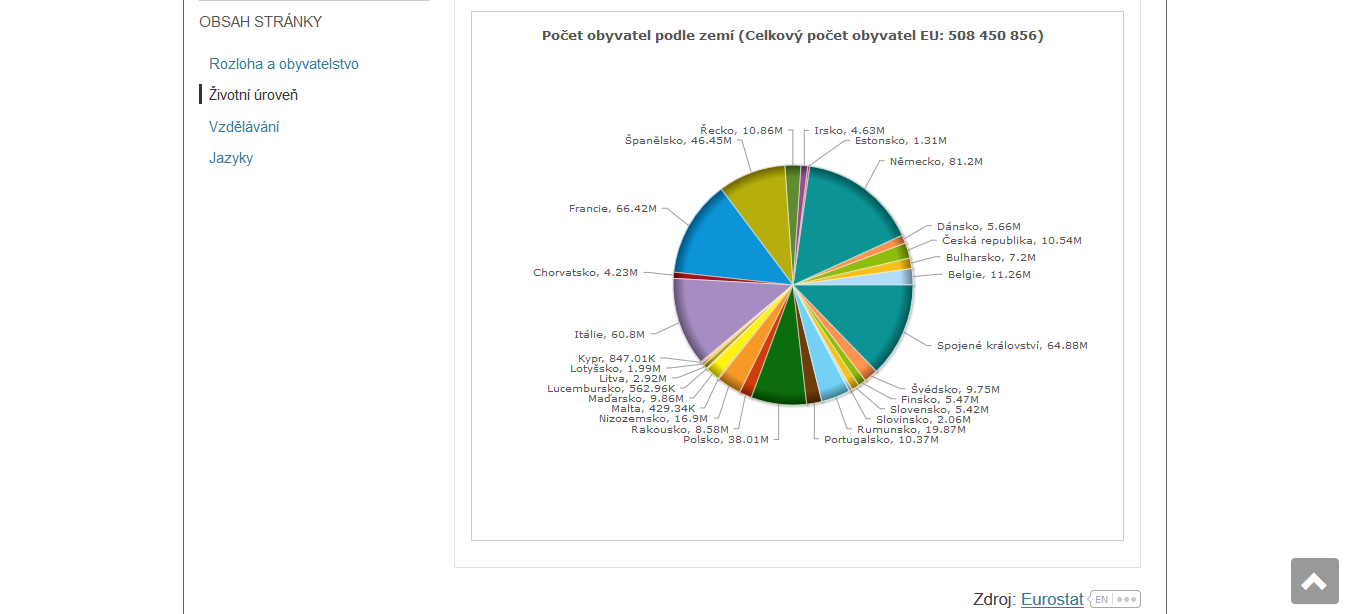 OBSAH STRÁNKY
Rozloha a obyvatelstvo
Životní úroveň
Vzdělávání
Jazyky
Počet obyvatel podle zemí (Celkový počet obyvatel EU: 508 450 856)
Řecko, 10.86M
Irsko, 4.63M
Španělsko, 46.45M
Estonsko, 1.31M
Německo, 81.2M
Francie, 66.42M
Dánsko, 5.66M
Česká republika, 10.54M
Bulharsko, 7.2M
Chorvatsko, 4.23M
Belgie, 11.26M
Itálie, 60.8M
Spojené království, 64.88M
Kypr, 847.01K
Lotyšsko, 1.99M
Litva, 2.92M
Lucembursko, 562.96K
Švédsko, 9.75M
Maďarsko, 9.86M
Finsko, 5.47M
Malta, 429.34K
Slovensko, 5.42M
Nizozemsko, 16.9M
Slovinsko, 2.06M
Rakousko, 8.58M
Rumunsko, 19.87M
Polsko, 38.01M
Portugalsko, 10.37M
Zdroj: Eurostat EN